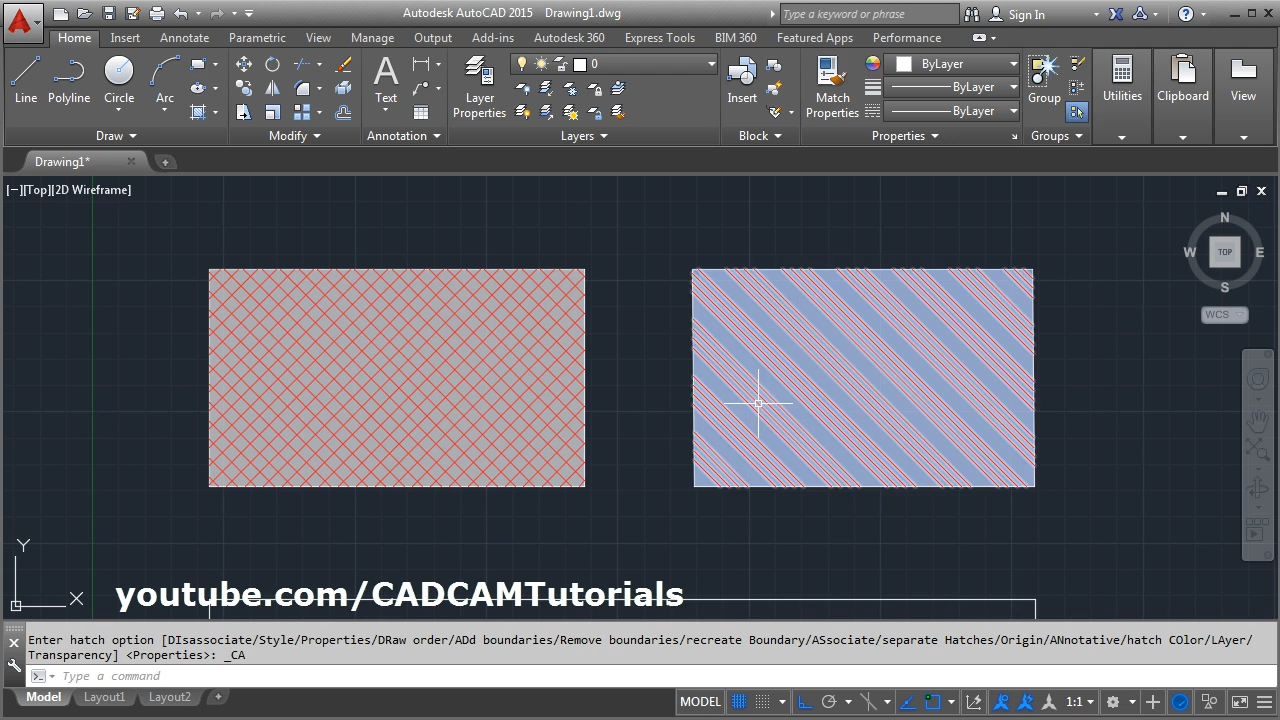 Autodesk AutoCAD 2015 Drawing1.dwg
Type a keyword or phrase
Sign In
Home Insert Annotate Parametric View Manage Output Add-ins Autodesk 360 Express Tools BIM 360 Featured Apps Performance
Line Polyline Circle Arc
Text
Layer Properties
0
Insert
Match Properties
ByLayer
ByLayer
ByLayer
Group
Utilities
Clipboard
View
Draw Modify Annotation Layers Block Properties Groups
Drawing1*
[−][Top][2D Wireframe]
N
W TOP E
S
WCS
Y
X
youtube.com/CADCAMTutorials
Enter hatch option [DIsassociate/Style/Properties/DRaw order/ADd boundaries/Remove boundaries/recreate Boundary/ASsociate/separate Hatches/Origin/ANnotative/hatch COlor/LAyer/
Transparency] <Properties>: _CA
Type a command
Model Layout1 Layout2 +
MODEL 1:1